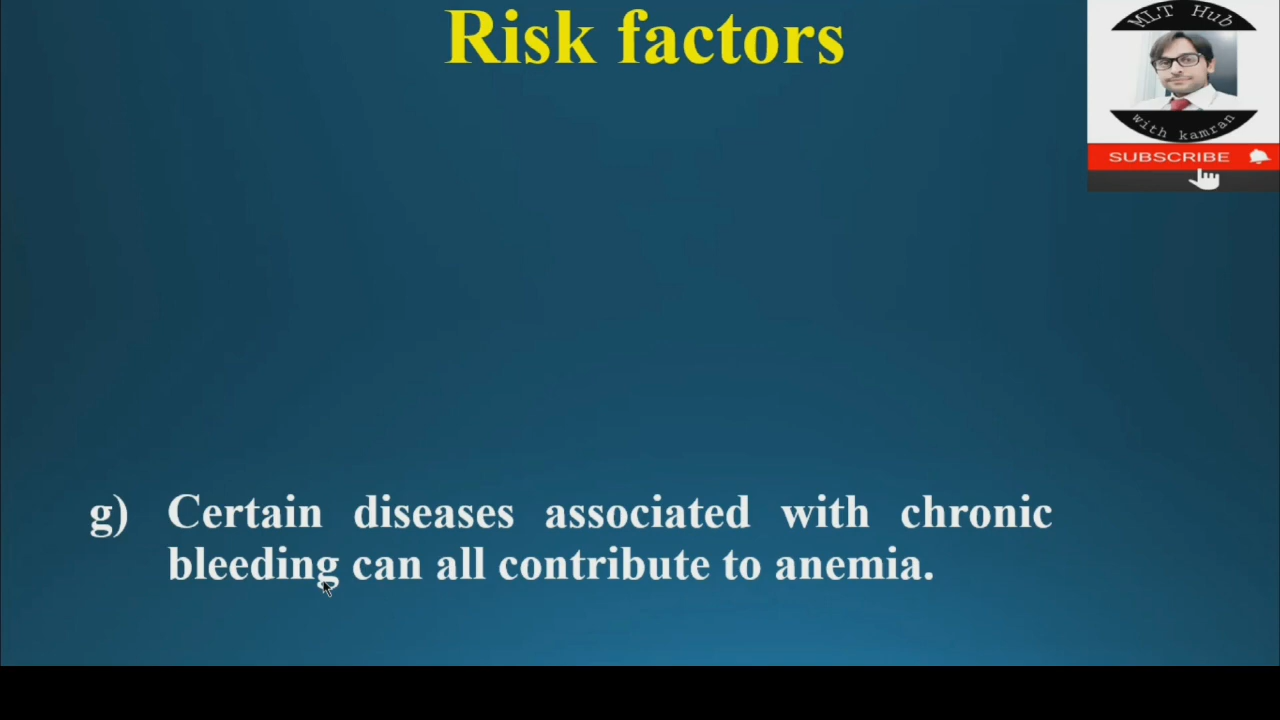 Risk factors
MLT Hub
with kamran
SUBSCRIBE
g) Certain diseases associated with chronic
bleeding can all contribute to anemia.